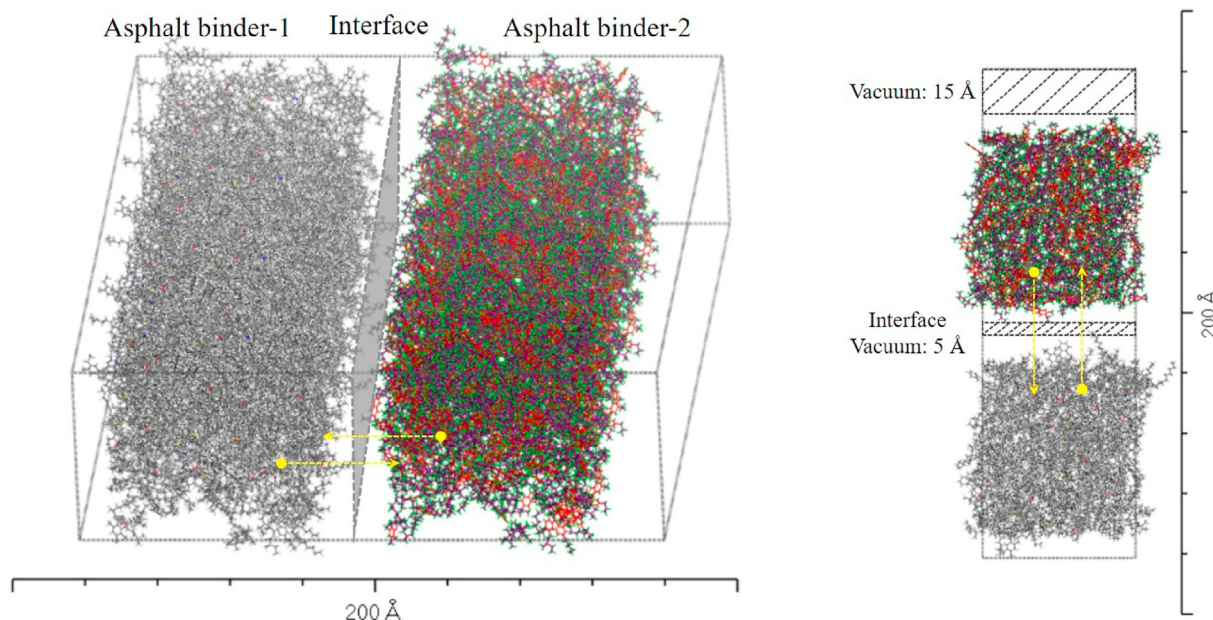 Asphalt binder-1
Interface
Asphalt binder-2
200 Å
Vacuum: 15 Å
Interface
Vacuum: 5 Å
200 Å